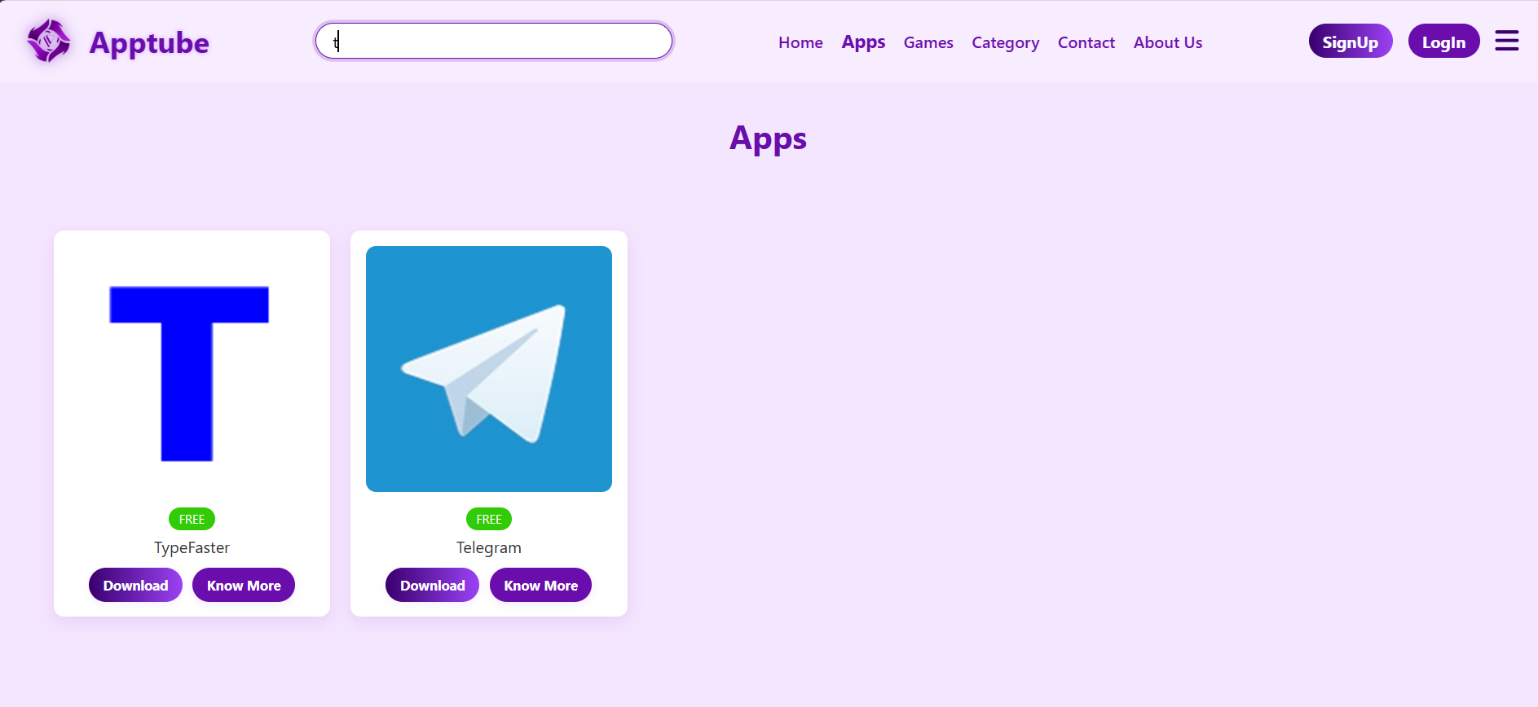 Apptube
t
Home Apps Games Category Contact About Us
SignUp LogIn
Apps
T
FREE
TypeFaster
Download Know More
FREE
Telegram
Download Know More